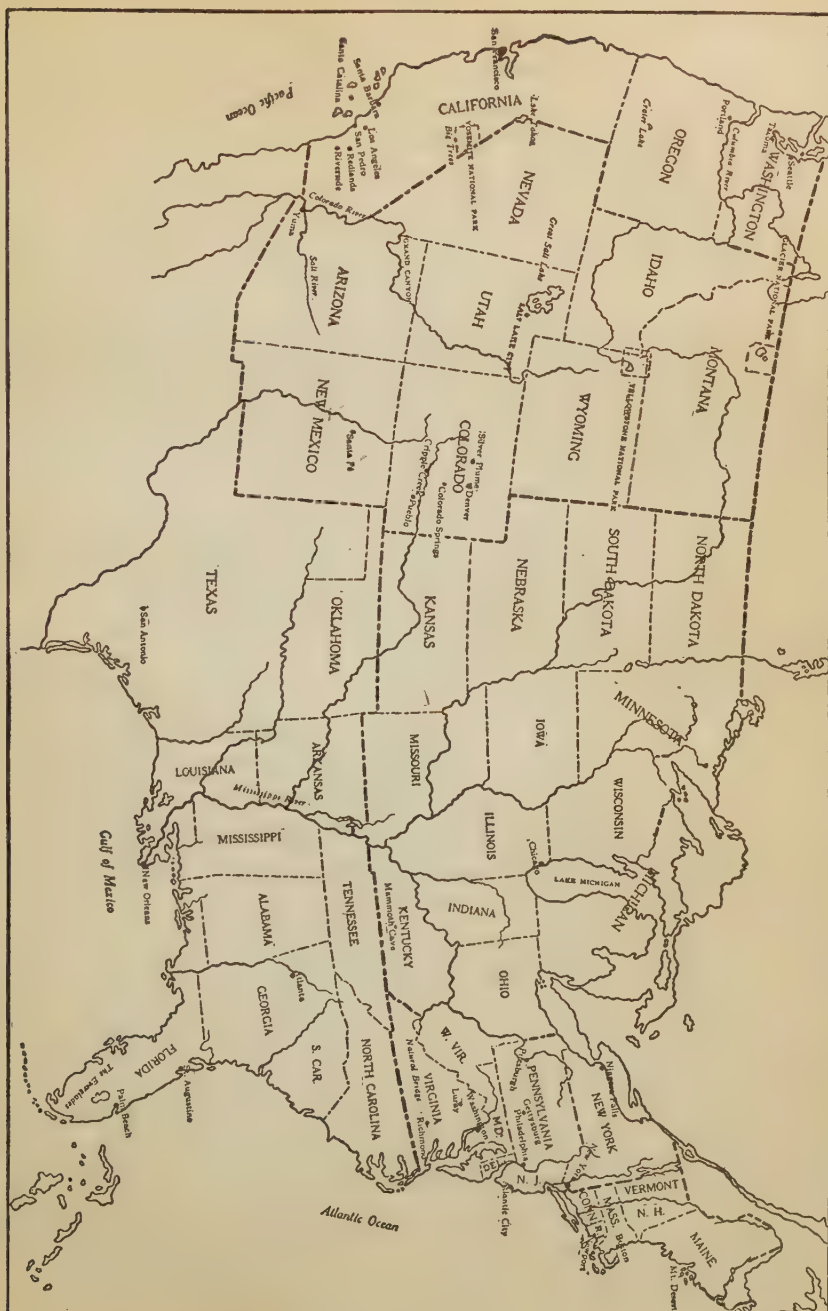 WASHINGTON
Seattle
Tacoma
Columbia River
Portland
OREGON
Crater Lake
CALIFORNIA
San Francisco
Lake Tahoe
YOSEMITE NATIONAL PARK
Big Trees
Santa Barbara
Santa Catalina
Los Angeles
San Pedro
Redlands
Riverside
Pacific Ocean
NEVADA
IDAHO
GLACIER NATIONAL PARK
MONTANA
YELLOWSTONE NATIONAL PARK
WYOMING
Great Salt Lake
SALT LAKE CITY
UTAH
GRAND CANYON
Colorado River
Yuma
Salt River
ARIZONA
NEW MEXICO
Santa Fé
COLORADO
Silver Plume
Denver
Colorado Springs
Cripple Creek
Pueblo
NORTH DAKOTA
SOUTH DAKOTA
NEBRASKA
KANSAS
OKLAHOMA
TEXAS
San Antonio
MINNESOTA
IOWA
MISSOURI
ARKANSAS
LOUISIANA
Mississippi River
New Orleans
Gulf of Mexico
WISCONSIN
MICHIGAN
LAKE MICHIGAN
Chicago
ILLINOIS
INDIANA
OHIO
KENTUCKY
Mammoth Cave
TENNESSEE
MISSISSIPPI
ALABAMA
GEORGIA
Atlanta
FLORIDA
St. Augustine
The Everglades
Palm Beach
S. CAR.
NORTH CAROLINA
VIRGINIA
Natural Bridge
Luray
Richmond
Washington
W. VIR.
MD.
DEL.
PENNSYLVANIA
Pittsburgh
Gettysburg
Philadelphia
N. J.
Atlantic City
NEW YORK
Niagara Falls
VERMONT
N. H.
MASS.
Boston
CONN.
R.I.
MAINE
Mt. Desert
Atlantic Ocean